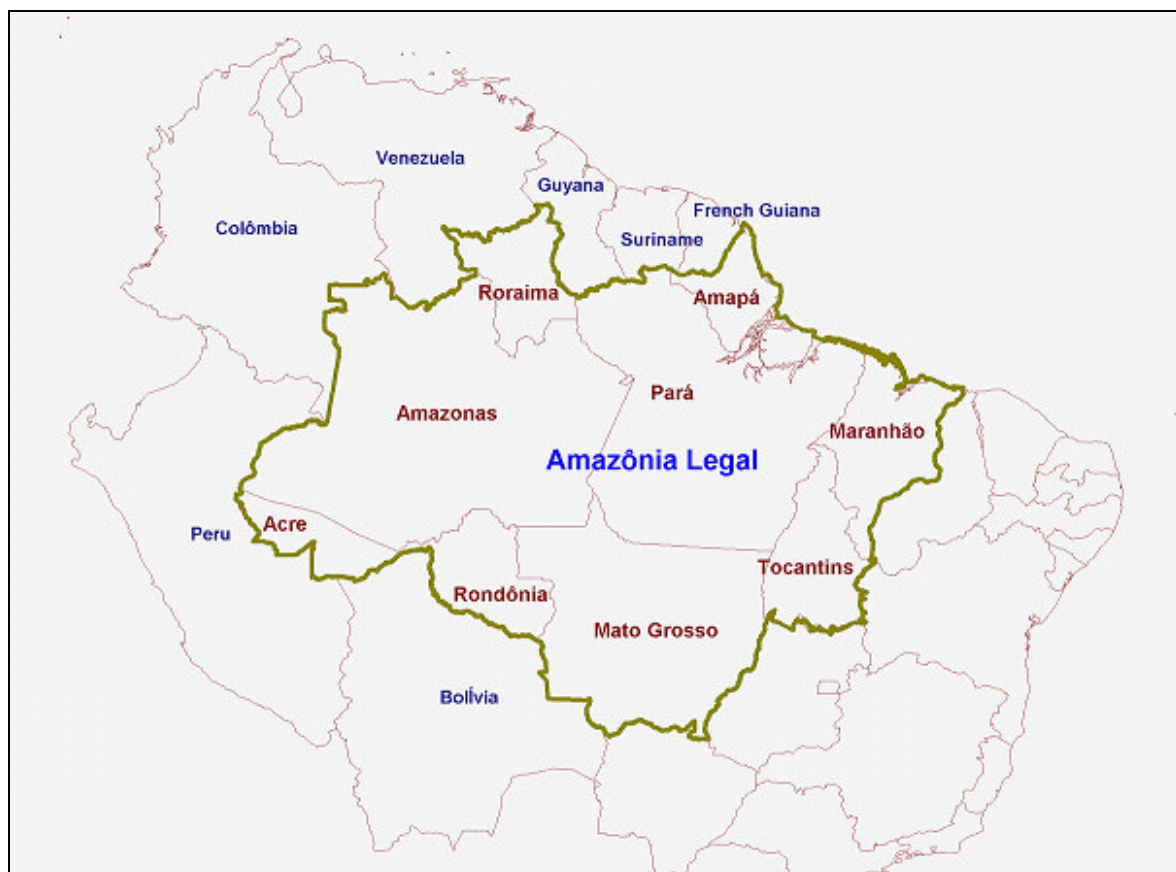 Venezuela
Guyana
French Guiana
Colômbia
Suriname
Roraima
Amapá
Pará
Amazonas
Maranhão
Amazônia Legal
Acre
Peru
Tocantins
Rondônia
Mato Grosso
Bolívia